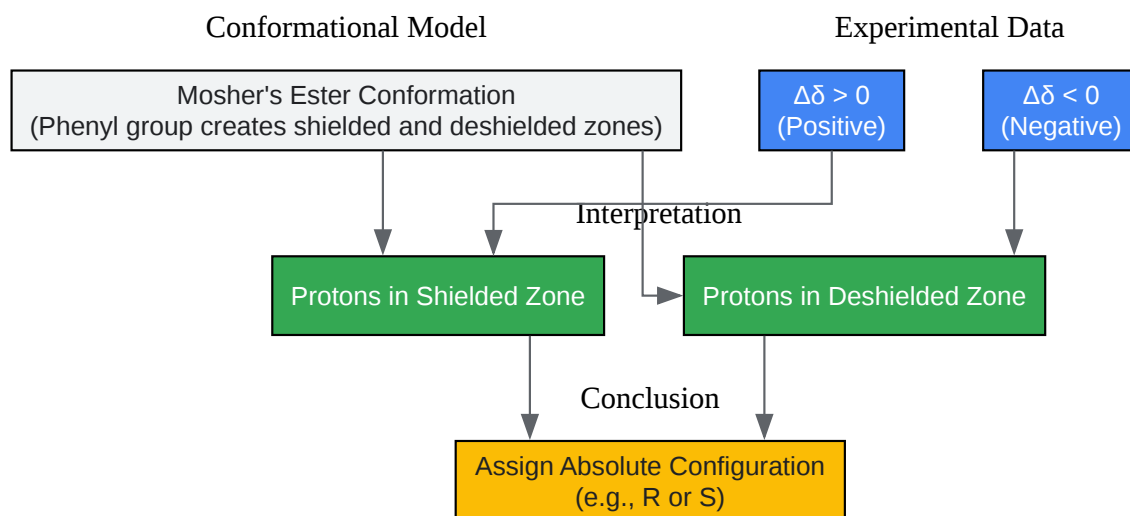 Conformational Model
Experimental Data
Mosher's Ester Conformation
(Phenyl group creates shielded and deshielded zones)
Δδ > 0
(Positive)
Δδ < 0
(Negative)
Interpretation
Protons in Shielded Zone
Protons in Deshielded Zone
Conclusion
Assign Absolute Configuration
(e.g., R or S)